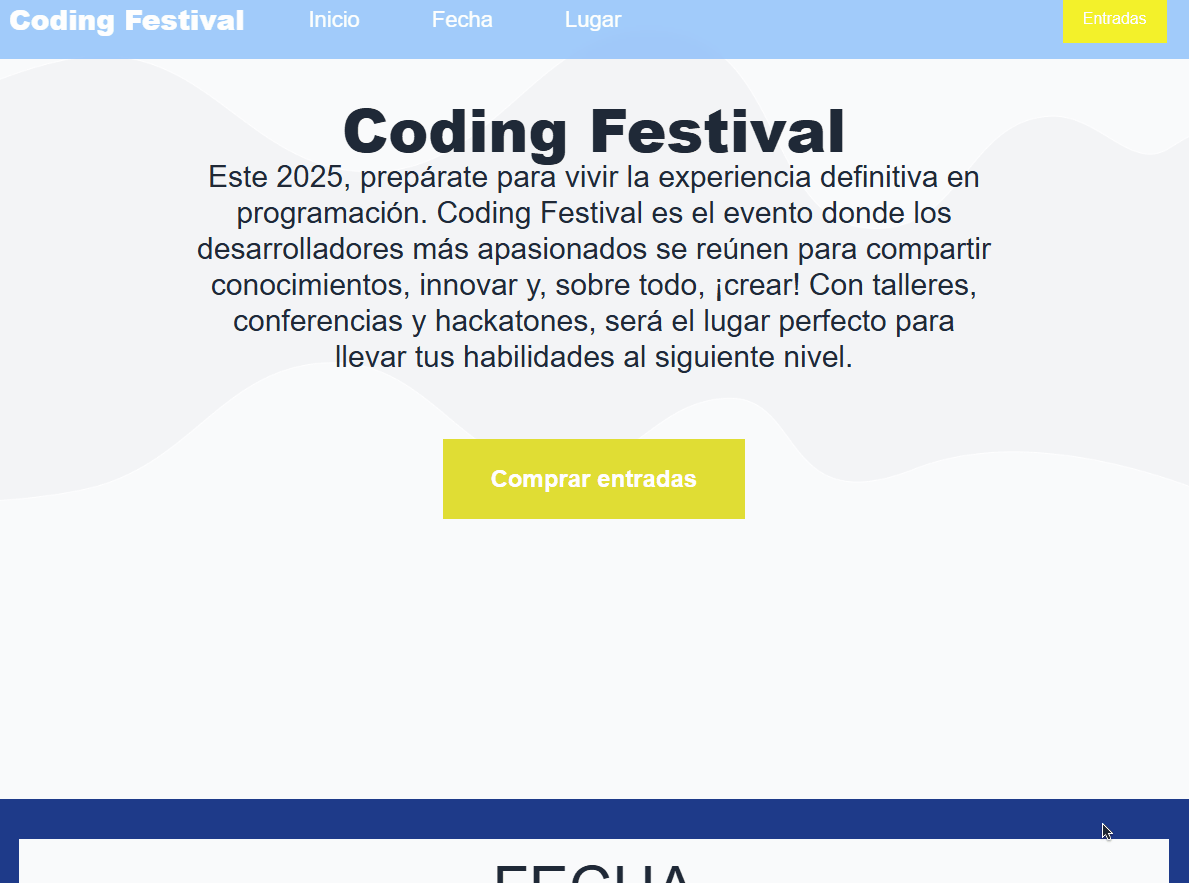 Coding Festival Inicio Fecha Lugar Entradas
Coding Festival
Este 2025, prepárate para vivir la experiencia definitiva en
programación. Coding Festival es el evento donde los
desarrolladores más apasionados se reúnen para compartir
conocimientos, innovar y, sobre todo, ¡crear! Con talleres,
conferencias y hackatones, será el lugar perfecto para
llevar tus habilidades al siguiente nivel.
Comprar entradas
FECHA